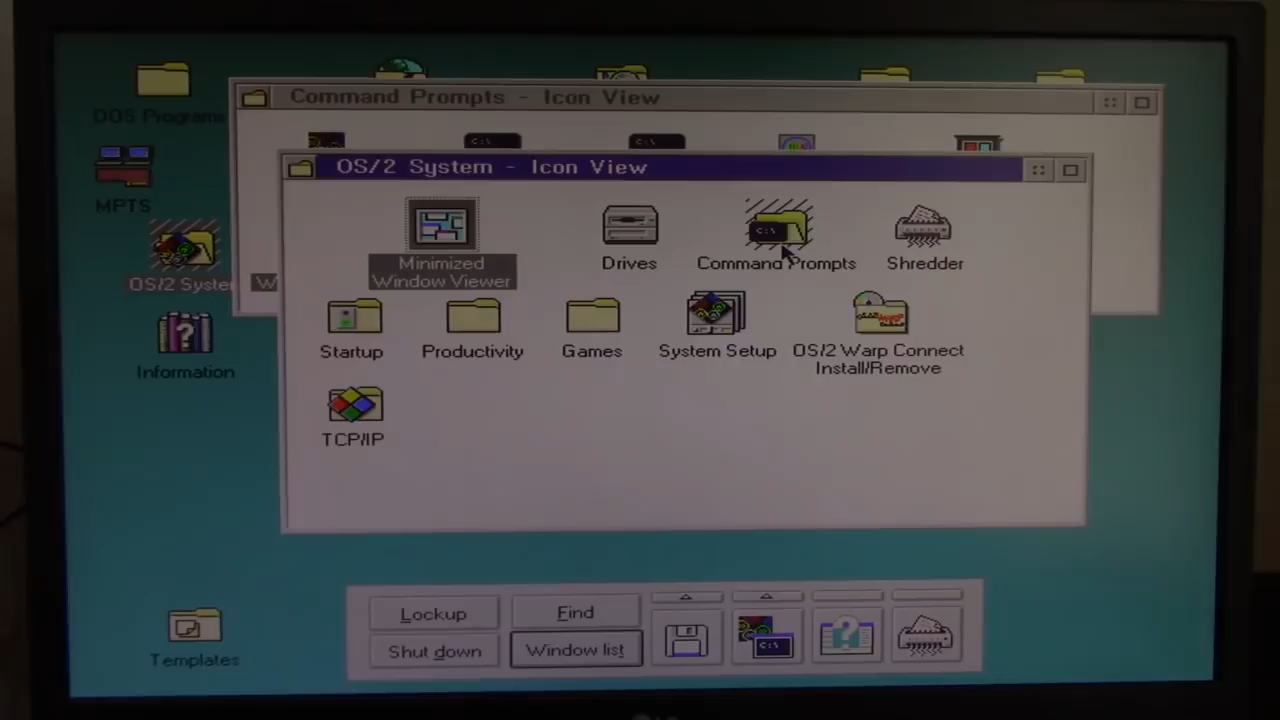 DOS Programs
Command Prompts - Icon View
OS/2 System - Icon View
MPTS
Minimized
Window Viewer
Drives
Command Prompts
Shredder
OS/2 Syste
W
Startup
Productivity
Games
System Setup
OS/2 Warp Connect
Install/Remove
Information
TCP/IP
Lockup
Find
Shut down
Window list
C:\
Templates